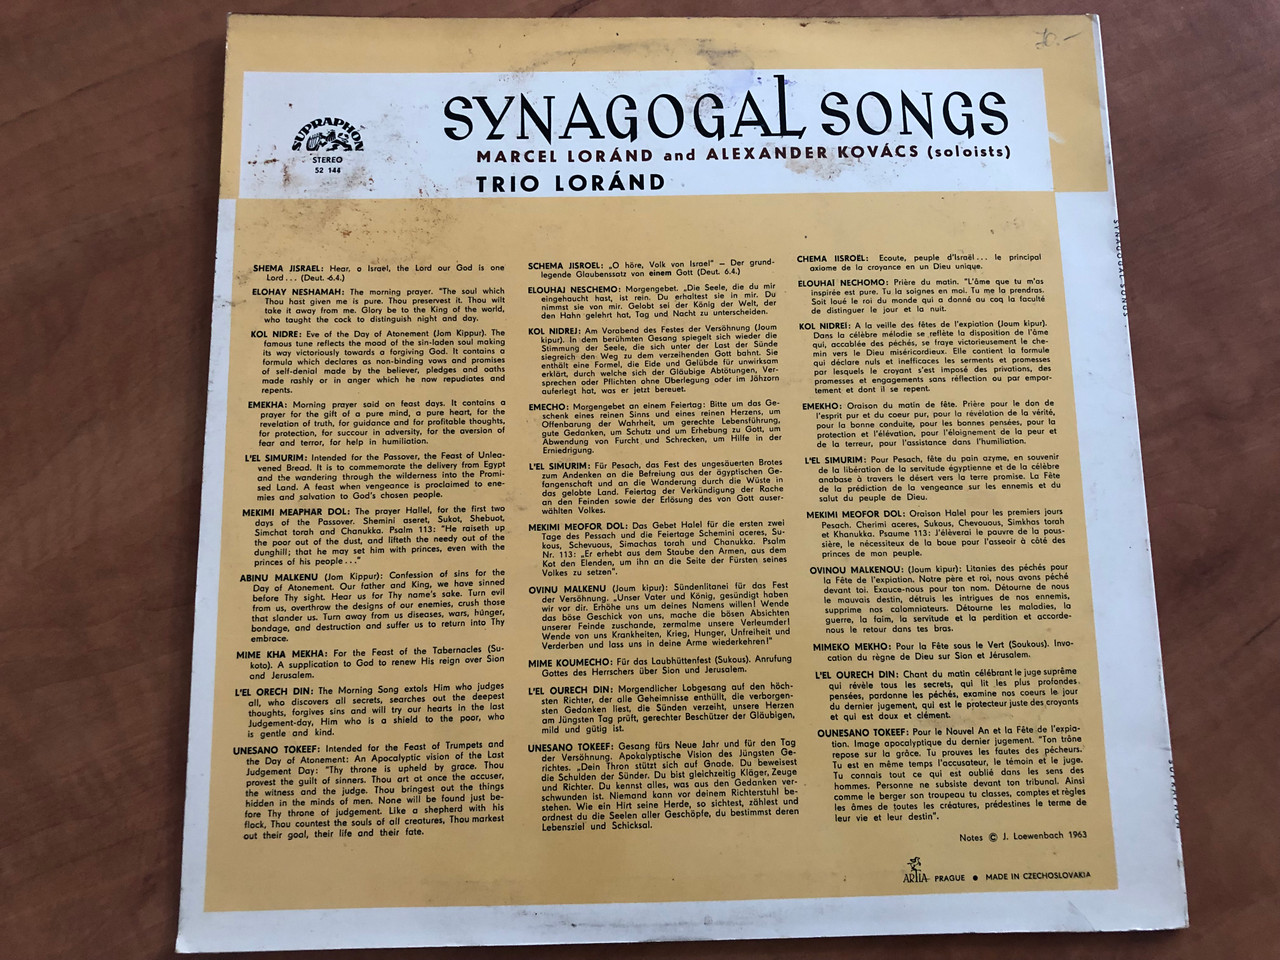 70.–
SYNAGOGAL SONGS
SUPRAPHON
STEREO
52 144
MARCEL LORÁND and ALEXANDER KOVÁCS (soloists)
TRIO LORÁND
SHEMA JISRAEL: Hear, o Israel, the Lord our God is one
Lord... (Deut. 6.4.)
ELOHAY NESHAMAH: The morning prayer. "The soul which
Thou hast given me is pure. Thou preservest it. Thou wilt
take it away from me. Glory be to the King of the world,
who taught the cock to distinguish night and day.
KOL NIDRE: Eve of the Day of Atonement (Jom Kippur). The
famous tune reflects the mood of the sin-laden soul making
its way victoriously towards a forgiving God. It contains a
formula which declares as non-binding vows and promises
of self-denial made by the believer, pledges and oaths
made rashly or in anger which he now repudiates and
repents.
EMEKHA: Morning prayer said on feast days. It contains a
prayer for the gift of a pure mind, a pure heart, for the
revelation of truth, for guidance and for profitable thoughts,
for protection, for succour in adversity, for the aversion of
fear and terror, for help in humiliation.
L'EL SIMURIM: Intended for the Passover, the Feast of Unlea-
vened Bread. It is to commemorate the delivery from Egypt
and the wandering through the wilderness into the Promi-
sed Land. A feast when vengeance is proclaimed to ene-
mies and salvation to God's chosen people.
MEKIMI MEAPHAR DOL: The prayer Hallel, for the first two
days of the Passover. Shemini aseret, Sukot, Shebuot,
Simchat torah and Chanukka. Psalm 113: "He raiseth up
the poor out of the dust, and lifteth the needy out of the
dunghill; that he may set him with princes, even with the
princes of his people..."
ABINU MALKENU (Jom Kippur): Confession of sins for the
Day of Atonement. Our father and King, we have sinned
before Thy sight. Hear us for Thy name's sake. Turn evil
from us, overthrow the designs of our enemies, crush those
that slander us. Turn away from us diseases, wars, hunger,
bondage, and destruction and suffer us to return into Thy
embrace.
MIME KHA MEKHA: For the Feast of the Tabernacles (Su-
kota). A supplication to God to renew His reign over Sion
and Jerusalem.
L'EL ORECH DIN: The Morning Song extols Him who judges
all, who discovers all secrets, searches out the deepest
thoughts, forgives sins and will try our hearts in the last
Judgement-day, Him who is a shield to the poor, who
is gentle and kind.
UNESANO TOKEEF: Intended for the Feast of Trumpets and
the Day of Atonement: An Apocalyptic vision of the Last
Judgement Day: "Thy throne is upheld by grace. Thou
provest the guilt of sinners. Thou art at once the accuser,
the witness and the judge. Thou bringest out the things
hidden in the minds of men. None will be found just be-
fore Thy throne of judgement. Like a shepherd with his
flock, Thou countest the souls of all creatures, Thou markest
out their goal, their life and their fate.
SCHEMA JISROEL: „O höre, Volk von Israel" – Der grund-
legende Glaubenssatz von einem Gott (Deut. 6.4.)
ELOUHAJ NESCHEMO: Morgengebet. „Die Seele, die du mir
eingehaucht hast, ist rein. Du erhaltest sie in mir. Du
nimmst sie von mir. Gelobt sei der König der Welt, der
den Hahn gelehrt hat, Tag und Nacht zu unterscheiden.
KOL NIDREJ: Am Vorabend des Festes der Versöhnung (Joum
kipur). In dem berühmten Gesang spiegelt sich wieder die
Stimmung der Seele, die sich unter der Last der Sünde
siegreich den Weg zu dem verzeihenden Gott bahnt. Sie
enthält eine Formel, die Eide und Gelübde für unwirksam
erklärt, durch welche sich der Gläubige Abtötungen, Ver-
sprechen oder Pflichten ohne Überlegung oder im Jähzorn
auferlegt hat, was er jetzt bereuet.
EMECHO: Morgengebet an einem Feiertag: Bitte um das Ge-
schenk eines reinen Sinns und eines reinen Herzens, um
Offenbarung der Wahrheit, um gerechte Lebensführung,
gute Gedanken, um Schutz und um Erhebung zu Gott, um
Abwendung von Furcht und Schrecken, um Hilfe in der
Erniedrigung.
L'EL SIMURIM: Für Pesach, das Fest des ungesäuerten Brotes
zum Andenken an die Befreiung aus der ägyptischen Ge-
fangenschaft und an die Wanderung durch die Wüste in
das gelobte Land. Feiertag der Verkündigung der Rache
an den Feinden sowie der Erlösung des von Gott auser-
wählten Volkes.
MEKIMI MEOFOR DOL: Das Gebet Halel für die ersten zwei
Tage des Pessach und die Feiertage Schemini aceres, Su-
kous, Schevuous, Simachas torah und Chanukka. Psalm
Nr. 113: „Er erhebt aus dem Staube den Armen, aus dem
Kot den Elenden, um ihn an die Seite der Fürsten seines
Volkes zu setzen".
OVINU MALKENU (Joum kipur): Sündenlitanei für das Fest
der Versöhnung. „Unser Vater und König, gesündigt haben
wir vor dir. Erhöhe uns um deines Namens willen! Wende
das böse Geschick von uns, mache die bösen Absichten
unserer Feinde zuschande, zermalme unsere Verleumder!
Wende von uns Krankheiten, Krieg, Hunger, Unfreiheit und
Verderben und lass uns in deine Arme wiederkehren!"
MIME KOUMECHO: Für das Laubhüttenfest (Sukous). Anrufung
Gottes des Herrschers über Sion und Jerusalem.
L'EL OURECH DIN: Morgendlicher Lobgesang auf den höch-
sten Richter, der alle Geheimnisse enthüllt, die verborgen-
sten Gedanken liest, die Sünden verzeiht, unsere Herzen
am Jüngsten Tag prüft, gerechter Beschützer der Gläubigen,
mild und gütig ist.
UNESANO TOKEEF: Gesang fürs Neue Jahr und für den Tag
der Versöhnung. Apokalyptische Vision des Jüngsten Ge-
richtes. „Dein Thron stützt sich auf Gnade. Du beweisest
die Schulden der Sünder. Du bist gleichzeitig Kläger, Zeuge
und Richter. Du kennst alles, was aus den Gedanken ver-
schwunden ist. Niemand kann vor deinem Richterstuhl be-
stehen. Wie ein Hirt seine Herde, so sichtest, zählest und
ordnest du die Seelen aller Geschöpfe, du bestimmst deren
Lebensziel und Schicksal.
CHEMA IISROEL: Ecoute, peuple d'Israël... le principal
axiome de la croyance en un Dieu unique.
ELOUHAÏ NECHOMO: Prière du matin. "L'âme que tu m'as
inspirée est pure. Tu la soignes en moi. Tu me la prendras.
Soit loué le roi du monde qui a donné au coq la faculté
de distinguer le jour et la nuit.
KOL NIDREI: A la veille des fêtes de l'expiation (Joum kipur).
Dans la célèbre mélodie se reflète la disposition de l'âme
qui, accablée des péchés, se fraye victorieusement le che-
min vers le Dieu miséricordieux. Elle contient la formule
qui déclare nuls et inefficaces les serments et promesses
par lesquels le croyant s'est imposé des privations, des
promesses et engagements sans réflection ou par empor-
tement et dont il se repent.
EMEKHO: Oraison du matin de fête. Prière pour le don de
l'esprit pur et du coeur pur, pour la révélation de la vérité,
pour la bonne conduite, pour les bonnes pensées, pour la
protection et l'élévation, pour l'éloignement de la peur et
de la terreur, pour l'assistance dans l'humiliation.
L'EL SIMURIM: Pour Pesach, fête du pain azyme, en souvenir
de la libération de la servitude égyptienne et de la célèbre
anabase à travers le désert vers la terre promise. La Fête
de la prédiction de la vengeance sur les ennemis et du
salut du peuple de Dieu.
MEKIMI MEOFOR DOL: Oraison Halel pour les premiers jours
Pesach. Cherimi aceres, Sukous, Chevouous, Simkhas torah
et Khanukka. Psaume 113: J'élèverai le pauvre de la pous-
sière, le nécessiteux de la boue pour l'asseoir à côté des
princes de mon peuple.
OVINOU MALKENOU: (Joum kipur): Litanies des péchés pour
la Fête de l'expiation. Notre père et roi, nous avons péché
devant toi. Exauce-nous pour ton nom. Détourne de nous
le mauvais destin, détruis les intrigues de nos ennemis,
supprime nos calomniateurs. Détourne les maladies, la
guerre, la faim, la servitude et la perdition et accorde-
nous le retour dans tes bras.
MIMEKO MEKHO: Pour la Fête sous le Vert (Soukous). Invo-
cation du règne de Dieu sur Sion et Jérusalem.
L'EL OURECH DIN: Chant du matin célébrant le juge suprême
qui révèle tous les secrets, qui lit les plus profondes
pensées, pardonne les péchés, examine nos coeurs le jour
du dernier jugement, qui est le protecteur juste des croyants
et qui est doux et clément.
OUNESANO TOKEEF: Pour le Nouvel An et la Fête de l'expia-
tion. Image apocalyptique du dernier jugement. "Ton trône
repose sur la grâce. Tu prouves les fautes des pécheurs.
Tu est en même temps l'accusateur, le témoin et le juge.
Tu connais tout ce qui est oublié dans les sens des
hommes. Personne ne subsiste devant ton tribunal. Ainsi
comme le berger son troupeau tu classes, comptes et règles
les âmes de toutes les créatures, prédestines le terme de
leur vie et leur destin".
Notes © J. Loewenbach 1963
ARTIA PRAGUE ● MADE IN CZECHOSLOVAKIA
SYNAGOGAL SONGS
SUPRAPHON